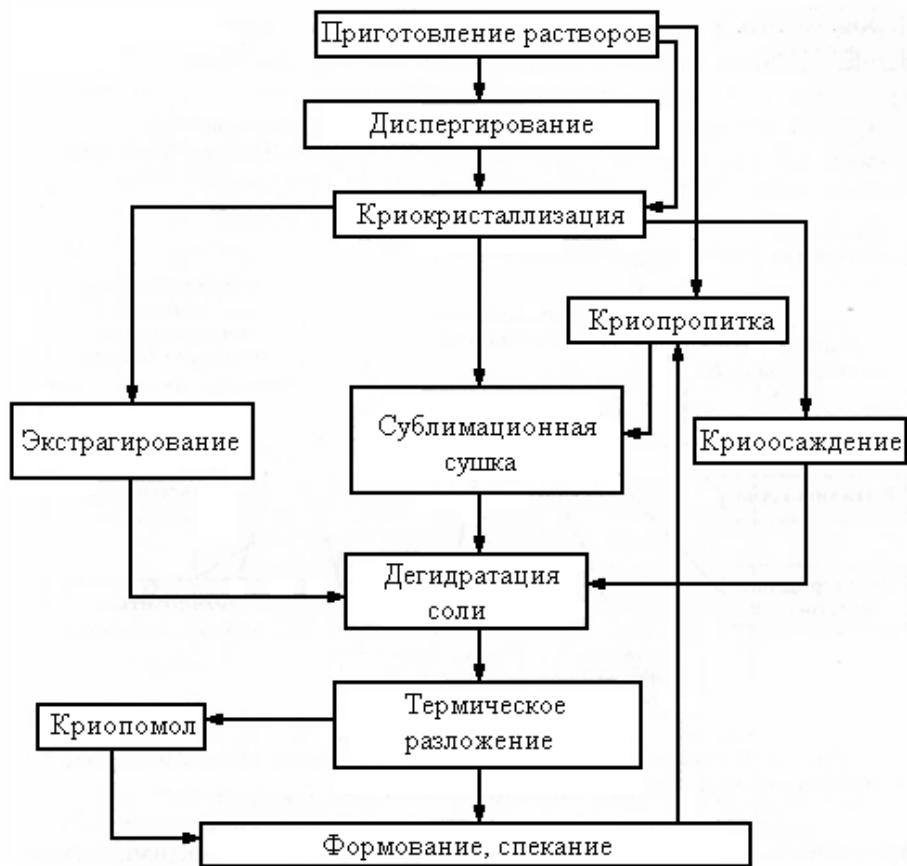 Приготовление растворов
Диспергирование
Криокристаллизация
Криопропитка
Экстрагирование
Сублимационная
сушка
Криоосаждение
Дегидратация
соли
Термическое
разложение
Криопомол
Формование, спекание